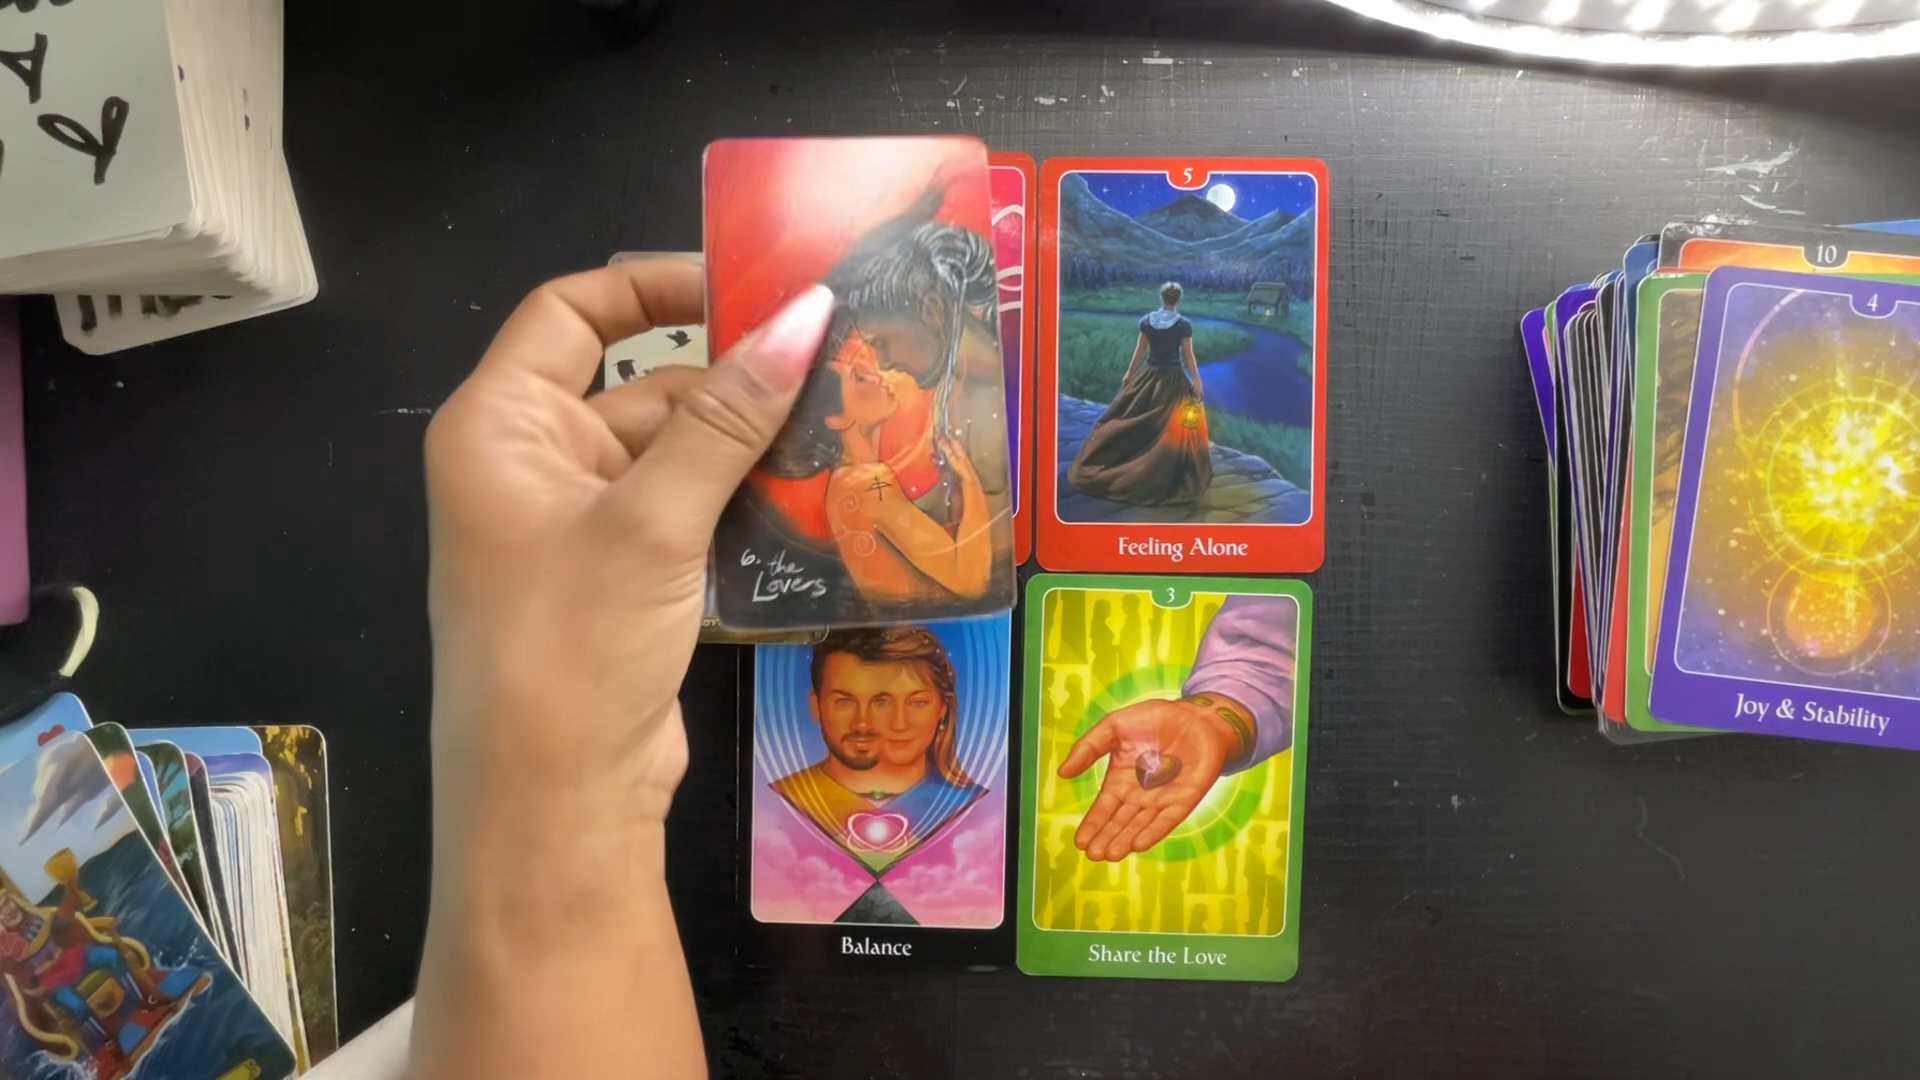 A
5
Feeling Alone
6. the
Lovers
10
4
Joy & Stability
3
Balance
Share the Love